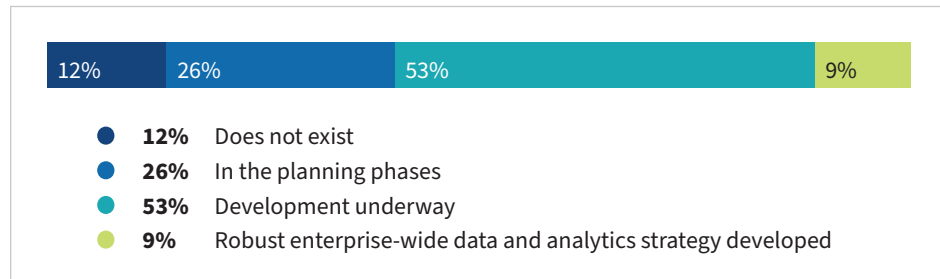 12% 26% 53% 9%
12% Does not exist
26% In the planning phases
53% Development underway
9% Robust enterprise-wide data and analytics strategy developed